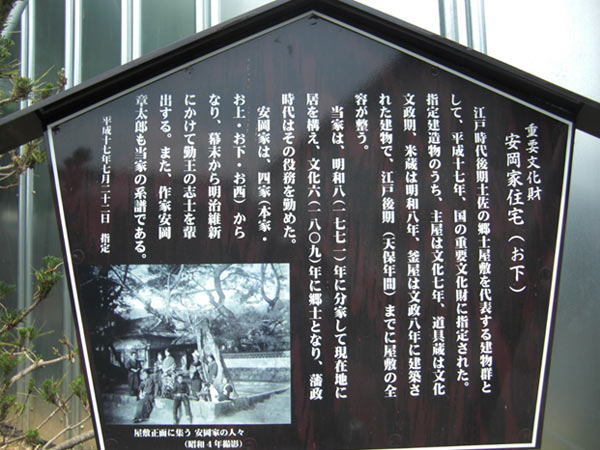 重要文化財
安岡家住宅（お下）
江戸時代後期土佐の郷士屋敷を代表する建物群と
して、平成十七年、国の重要文化財に指定された。
指定建造物のうち、主屋は文化七年、道具蔵は文化
文政期、米蔵は明和八年、釜屋は文政八年に建築さ
れた建物で、江戸後期（天保年間）までに屋敷の全
容が整う。
当家は、明和八（一七七一）年に分家して現在地に
居を構え、文化六（一八〇九）年に郷士となり、藩政
時代はその役務を勤めた。
安岡家は、四家（本家・
お上・お下・お西）から
なり、幕末から明治維新
にかけて勤王の志士を輩
出する。また、作家安岡
章太郎も当家の系譜である。
平成十七年七月二十二日　指定
屋敷正面に集う 安岡家の人々
（昭和４年撮影）